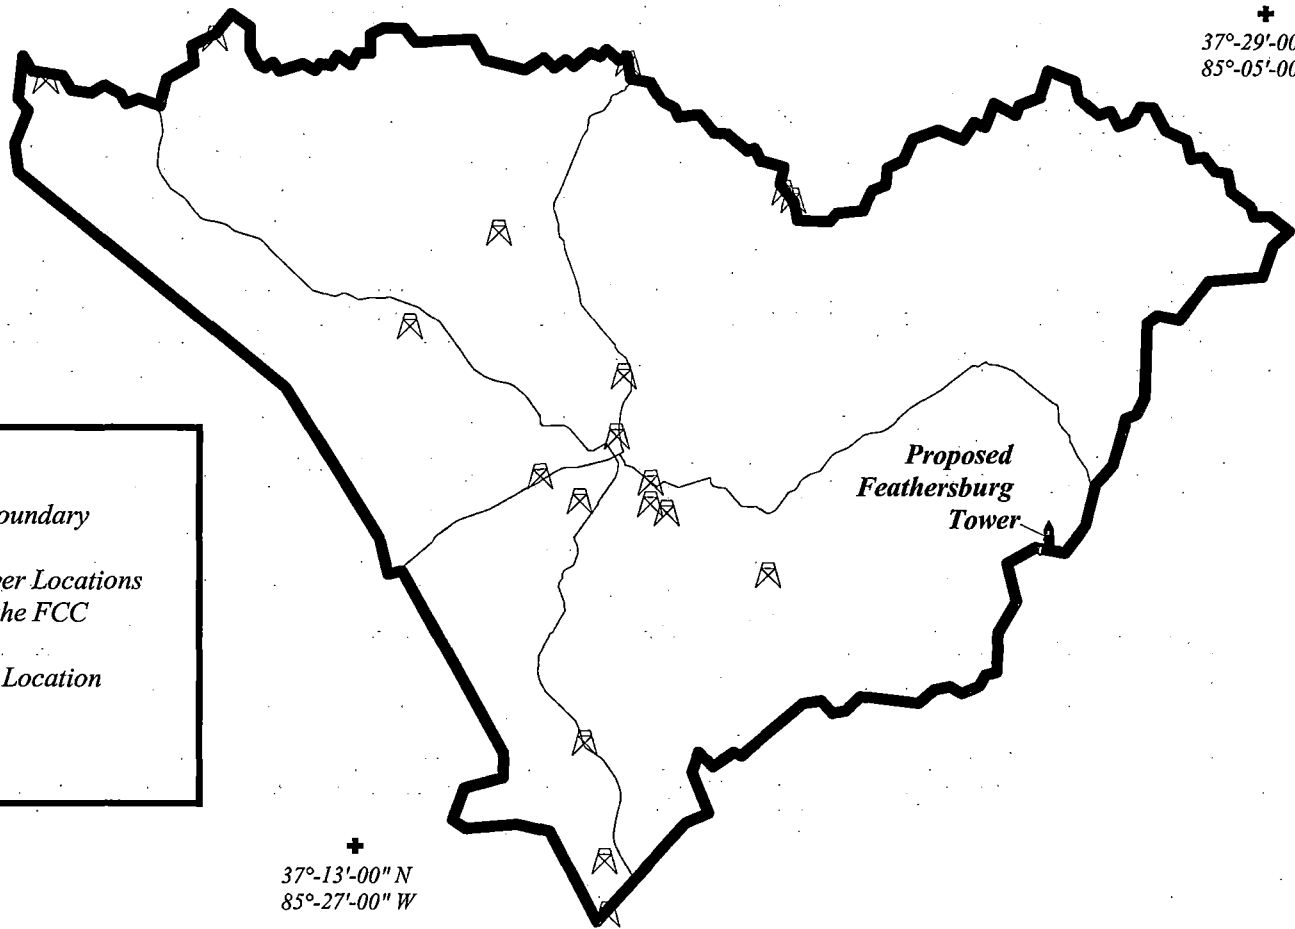 37°-29'-00
85°-05'-00
Proposed
Feathersburg
Tower
oundary
er Locations
he FCC
Location
37°-13'-00" N
85°-27'-00" W